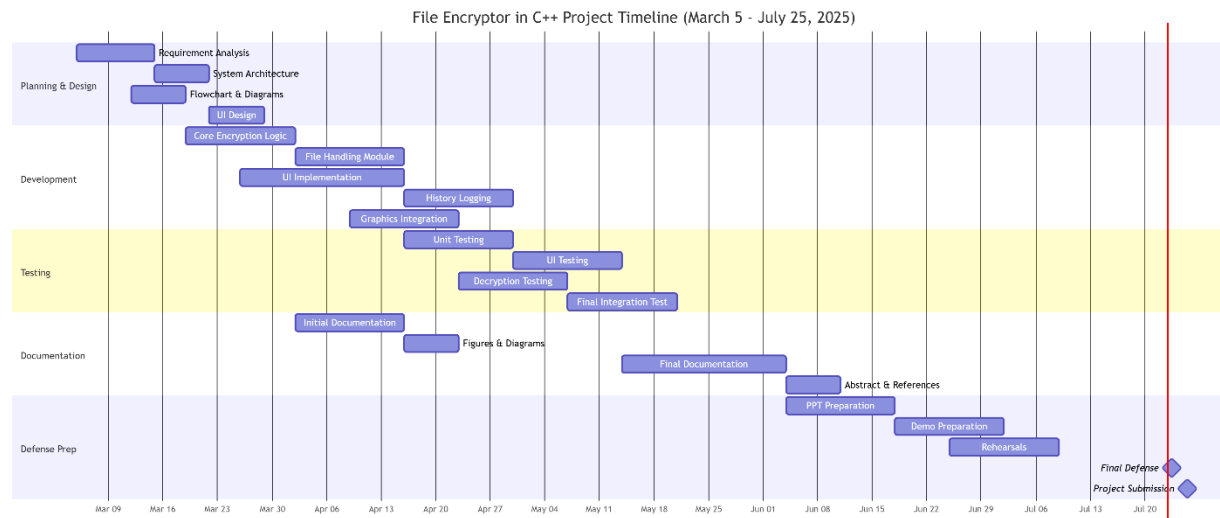 File Encryptor in C++ Project Timeline (March 5 - July 25, 2025)
Requirement Analysis
System Architecture
Planning & Design
Flowchart & Diagrams
UI Design
Core Encryption Logic
File Handling Module
Development
UI Implementation
History Logging
Graphics Integration
Unit Testing
UI Testing
Testing
Decryption Testing
Final Integration Test
Initial Documentation
Figures & Diagrams
Documentation
Final Documentation
Abstract & References
PPT Preparation
Demo Preparation
Defense Prep
Rehearsals
Final Defense
Project Submission
Mar 09 Mar 16 Mar 23 Mar 30 Apr 06 Apr 13 Apr 20 Apr 27 May 04 May 11 May 18 May 25 Jun 01 Jun 08 Jun 15 Jun 22 Jun 29 Jul 06 Jul 13 Jul 20